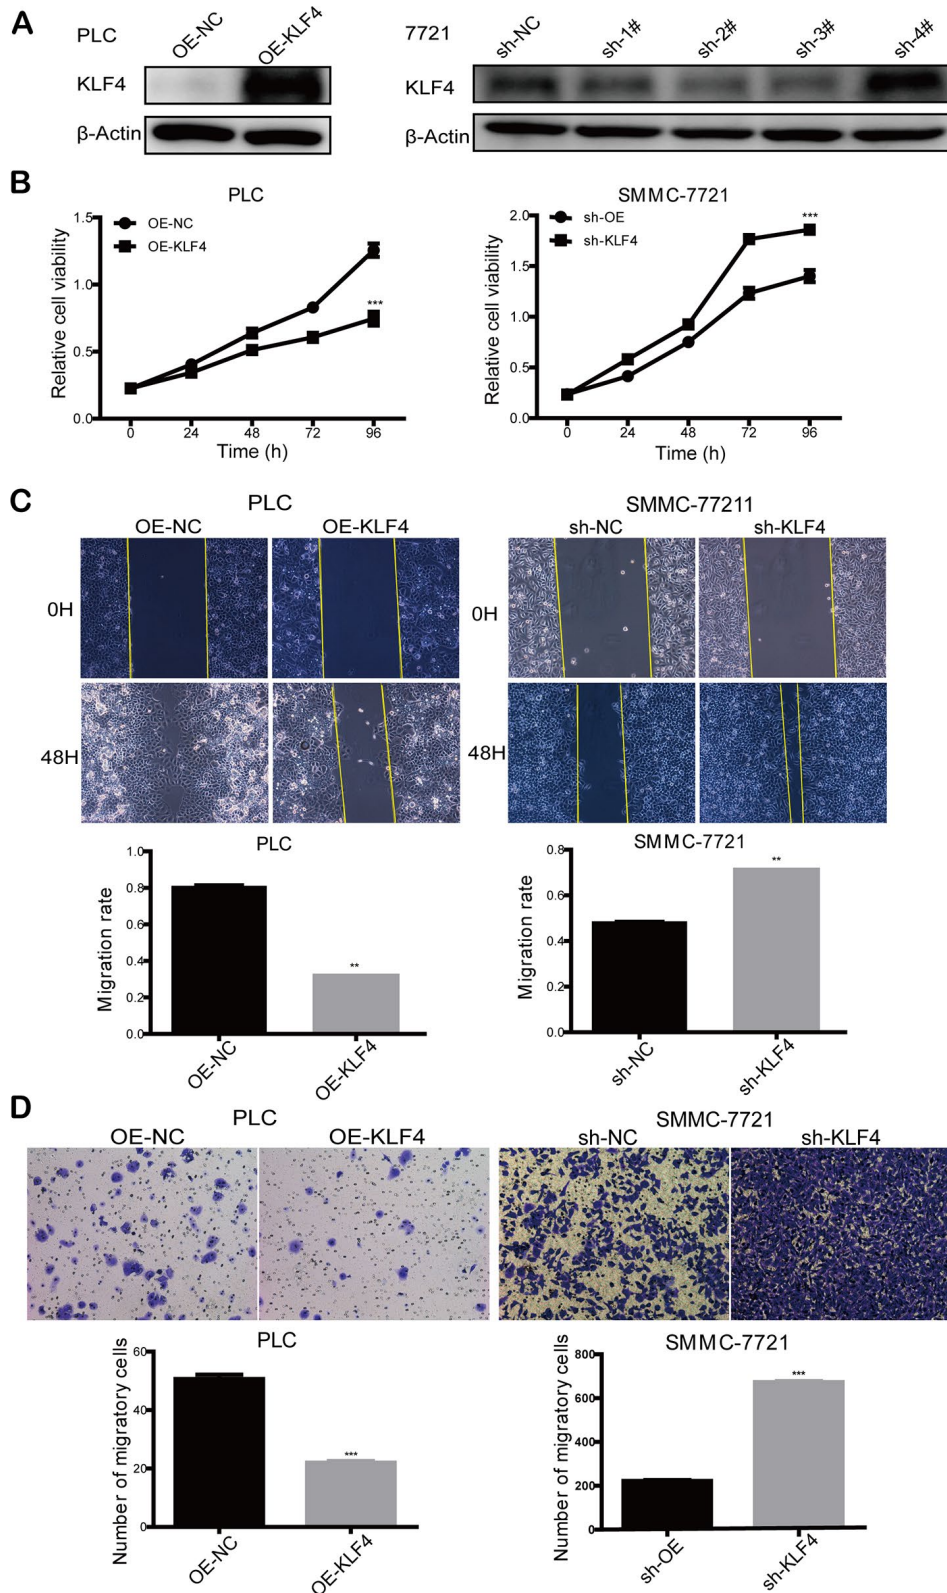 A
PLC OE-NC OE-KLF4
KLF4
β-Actin
7721 sh-NC sh-1# sh-2# sh-3# sh-4#
KLF4
β-Actin
B
PLC
OE-NC
OE-KLF4
Relative cell viability
1.5
1.0
0.5
0.0
***
0 24 48 72 96
Time (h)
SMMC-7721
sh-OE
sh-KLF4
Relative cell viability
2.0
1.5
1.0
0.5
0.0
***
0 24 48 72 96
Time (h)
C
PLC
OE-NC OE-KLF4
0H
48H
SMMC-77211
sh-NC sh-KLF4
0H
48H
PLC
Migration rate
1.0
0.8
0.6
0.4
0.2
0.0
**
OE-NC OE-KLF4
SMMC-7721
Migration rate
0.8
0.6
0.4
0.2
0.0
**
sh-NC sh-KLF4
D
PLC
OE-NC OE-KLF4
SMMC-7721
sh-NC sh-KLF4
PLC
Number of migratory cells
60
40
20
0
***
OE-NC OE-KLF4
SMMC-7721
Number of migratory cells
800
600
400
200
0
***
sh-OE sh-KLF4